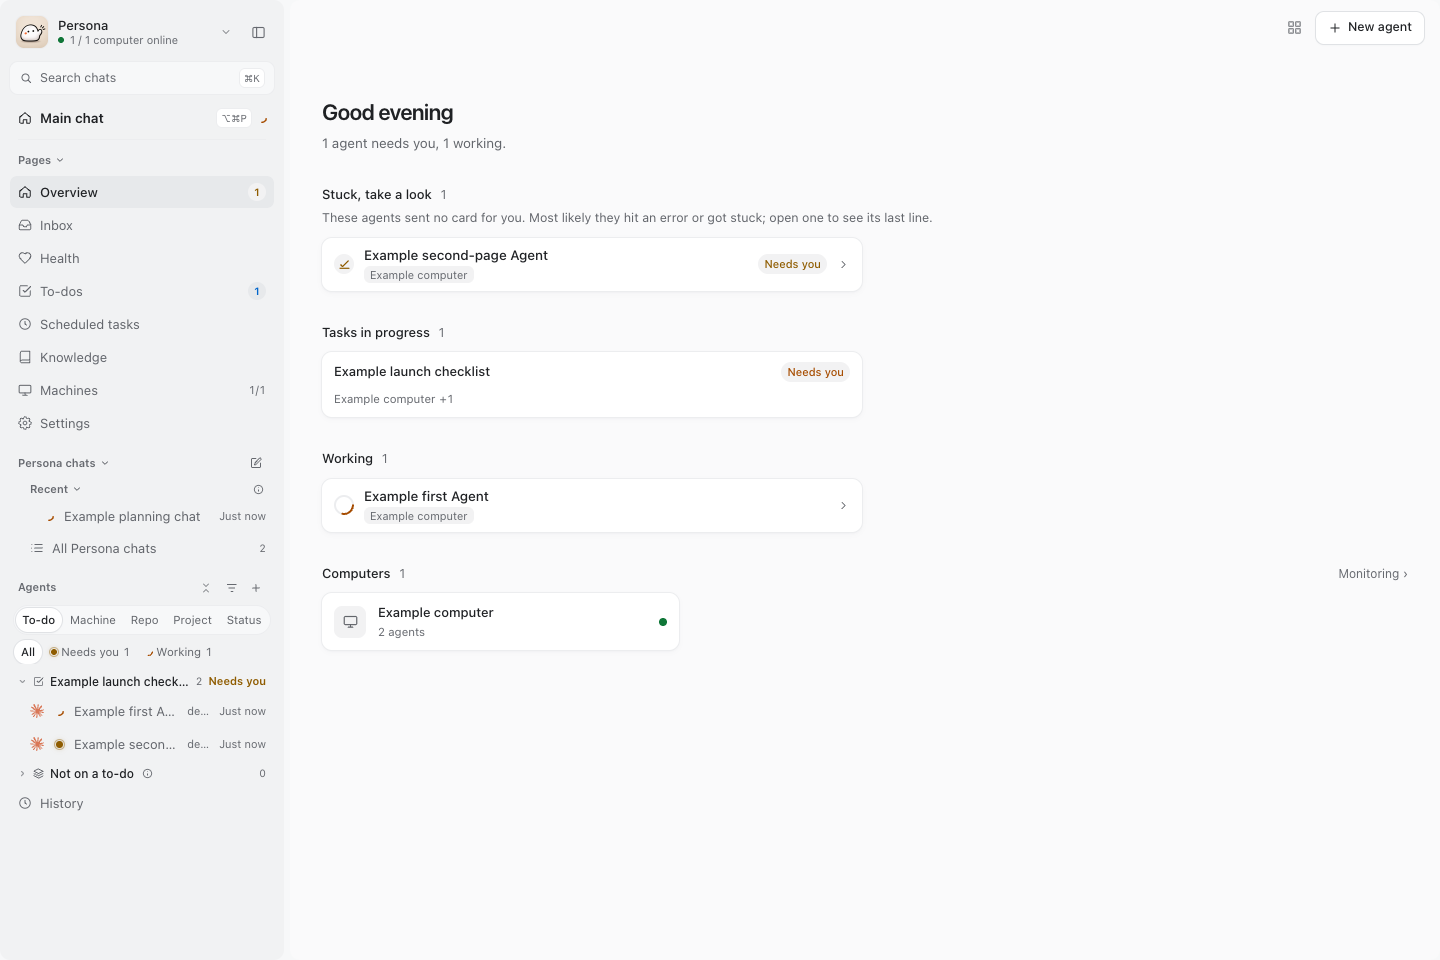 Persona
1 / 1 computer online
Search chats
⌘K
Main chat
⌥⌘P
Pages
Overview
1
Inbox
Health
To-dos
1
Scheduled tasks
Knowledge
Machines
1/1
Settings
Persona chats
Recent
Example planning chat
Just now
All Persona chats
2
Agents
To-do
Machine
Repo
Project
Status
All
Needs you 1
Working 1
Example launch check...
2
Needs you
Example first A...
de...
Just now
Example secon...
de...
Just now
Not on a to-do
0
History
New agent
Good evening
1 agent needs you, 1 working.
Stuck, take a look 1
These agents sent no card for you. Most likely they hit an error or got stuck; open one to see its last line.
Example second-page Agent
Example computer
Needs you
Tasks in progress 1
Example launch checklist
Needs you
Example computer +1
Working 1
Example first Agent
Example computer
Computers 1
Monitoring ›
Example computer
2 agents